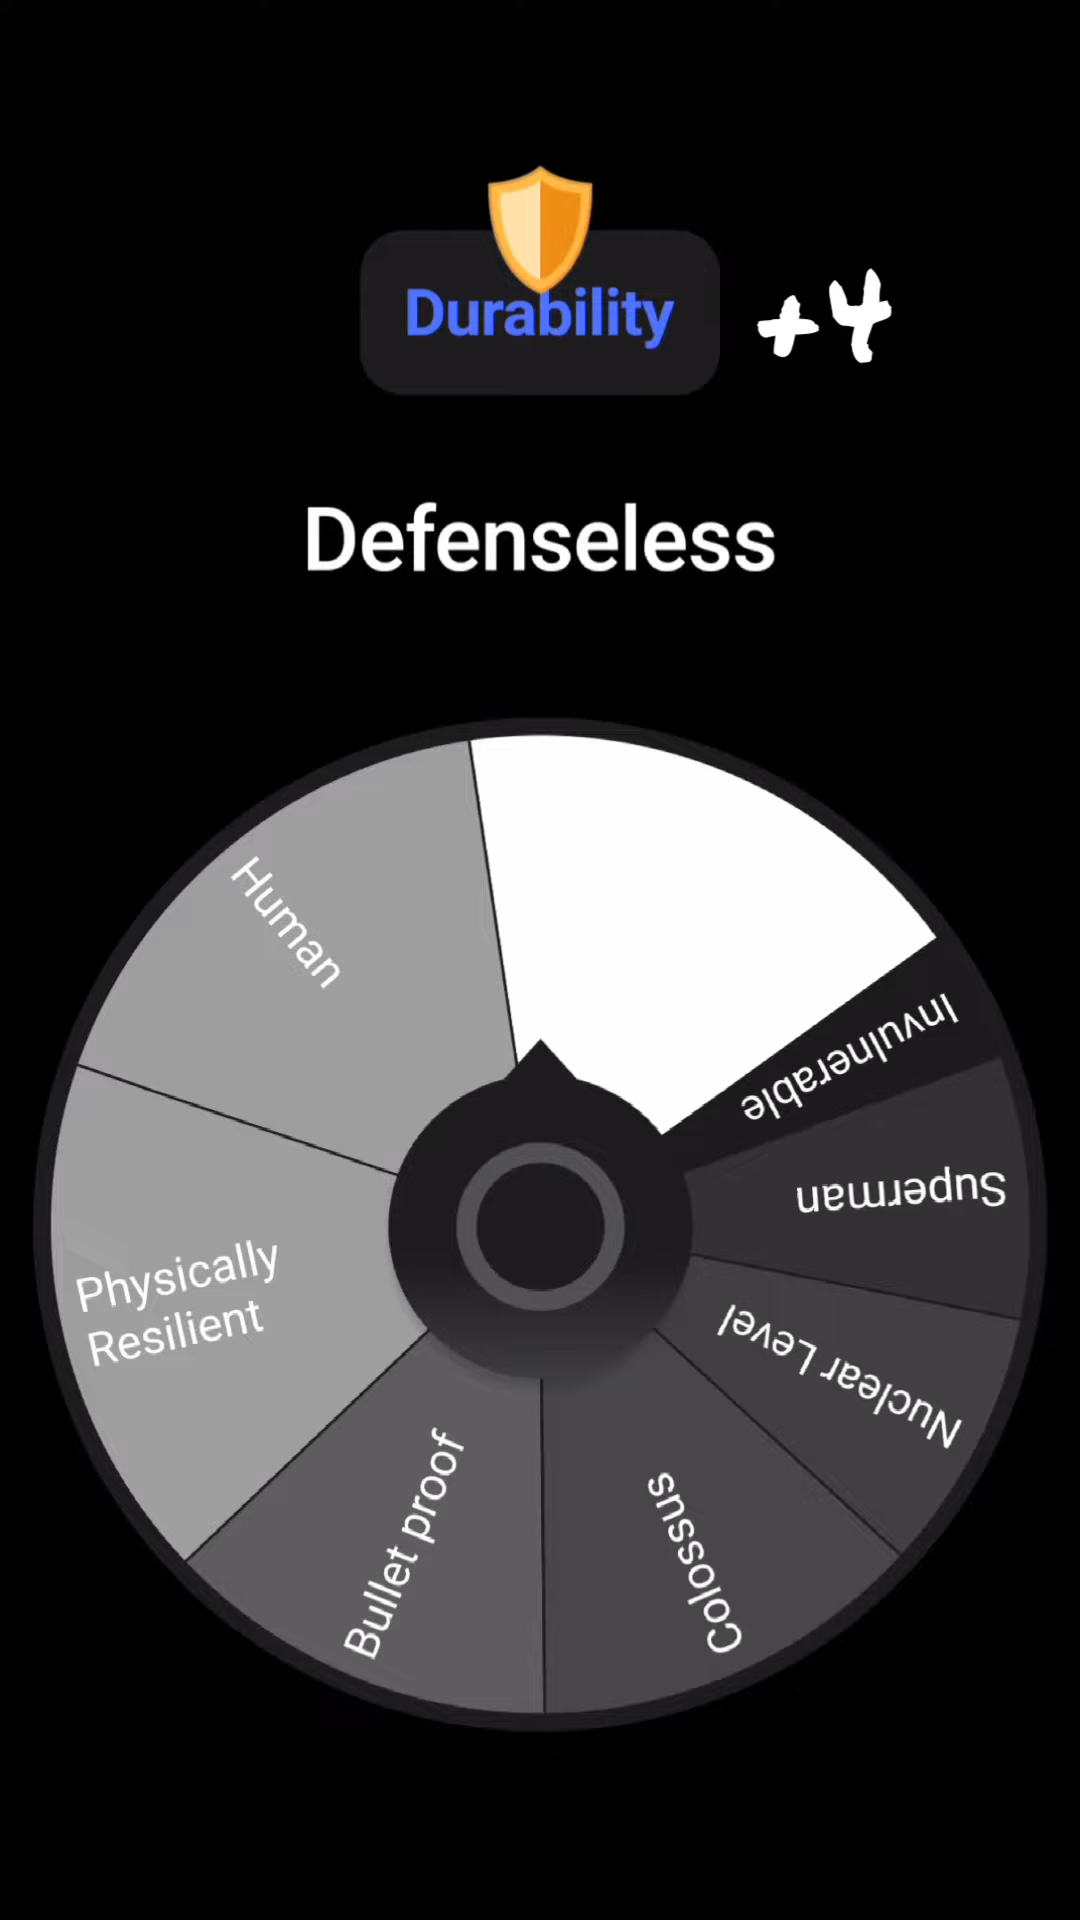 Durability
+4
Defenseless
Human
Invulnerable
Superman
Physically
Resilient
Nuclear Level
Bullet proof
Colossus